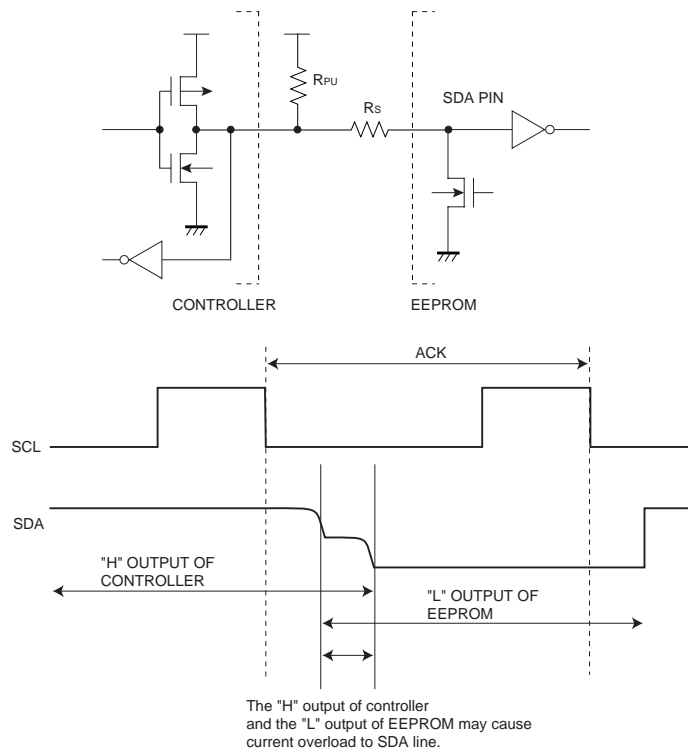 RPU
RS
SDA PIN
CONTROLLER
EEPROM
ACK
SCL
SDA
"H" OUTPUT OF
CONTROLLER
"L" OUTPUT OF
EEPROM
The "H" output of controller
and the "L" output of EEPROM may cause
current overload to SDA line.